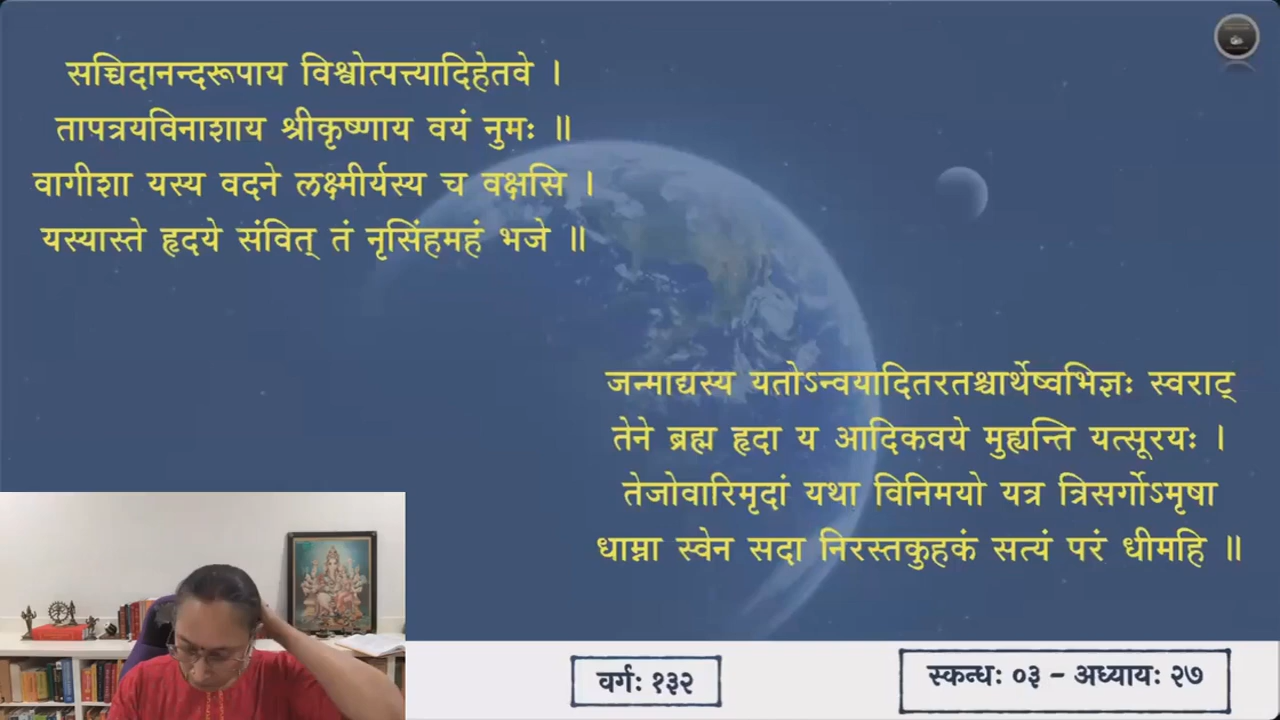 सच्चिदानन्दरूपाय विश्वोत्पत्त्यादिहेतवे ।
तापत्रयविनाशाय श्रीकृष्णाय वयं नुमः ॥
वागीशा यस्य वदने लक्ष्मीर्यस्य च वक्षसि ।
यस्यास्ते हृदये संवित् तं नृसिंहमहं भजे ॥
जन्माद्यस्य यतोऽन्वयादितरतश्चार्थेष्वभिज्ञः स्वराट्
तेने ब्रह्म हृदा य आदिकवये मुह्यन्ति यत्सूरयः ।
तेजोवारिमृदां यथा विनिमयो यत्र त्रिसर्गोऽमृषा
धाम्ना स्वेन सदा निरस्तकुहकं सत्यं परं धीमहि ॥
वर्गः १३२
स्कन्धः ०३ - अध्यायः २७